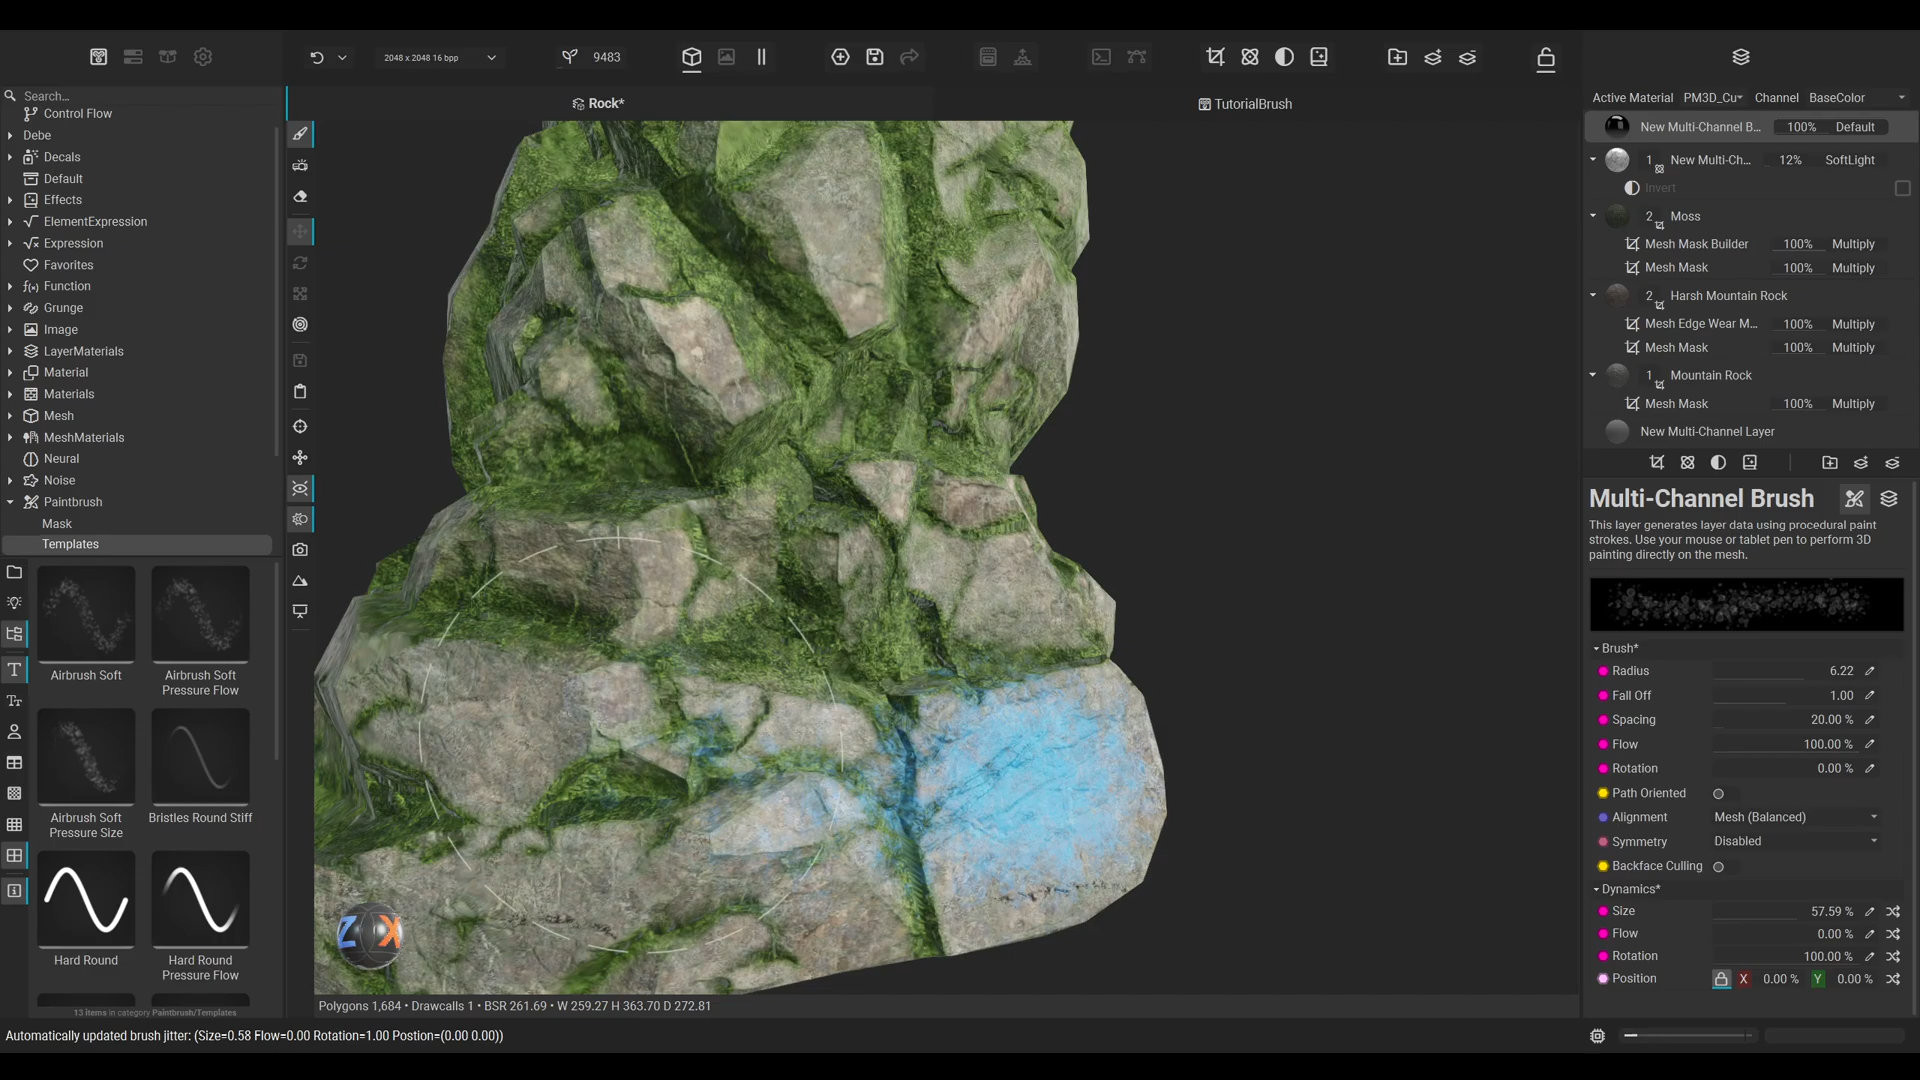 2048 x 2048 16 bpp
9483
Search...
Control Flow
Debe
Decals
Default
Effects
ElementExpression
Expression
Favorites
Function
Grunge
Image
LayerMaterials
Material
Materials
Mesh
MeshMaterials
Neural
Noise
Paintbrush
Mask
Templates
Airbrush Soft
Airbrush Soft Pressure Flow
Airbrush Soft Pressure Size
Bristles Round Stiff
Hard Round
Hard Round Pressure Flow
13 items in category Paintbrush/Templates
Rock*
TutorialBrush
Z X
Polygons 1,684 • Drawcalls 1 • BSR 261.69 • W 259.27 H 363.70 D 272.81
Automatically updated brush jitter: (Size=0.58 Flow=0.00 Rotation=1.00 Postion=(0.00 0.00))
Active Material PM3D_Cu Channel BaseColor
New Multi-Channel B... 100% Default
1 New Multi-Ch... 12% SoftLight
Invert
2 Moss
Mesh Mask Builder 100% Multiply
Mesh Mask 100% Multiply
2 Harsh Mountain Rock
Mesh Edge Wear M... 100% Multiply
Mesh Mask 100% Multiply
1 Mountain Rock
Mesh Mask 100% Multiply
New Multi-Channel Layer
Multi-Channel Brush
This layer generates layer data using procedural paint
strokes. Use your mouse or tablet pen to perform 3D
painting directly on the mesh.
Brush*
Radius 6.22
Fall Off 1.00
Spacing 20.00 %
Flow 100.00 %
Rotation 0.00 %
Path Oriented
Alignment Mesh (Balanced)
Symmetry Disabled
Backface Culling
Dynamics*
Size 57.59 %
Flow 0.00 %
Rotation 100.00 %
Position X 0.00 % Y 0.00 %